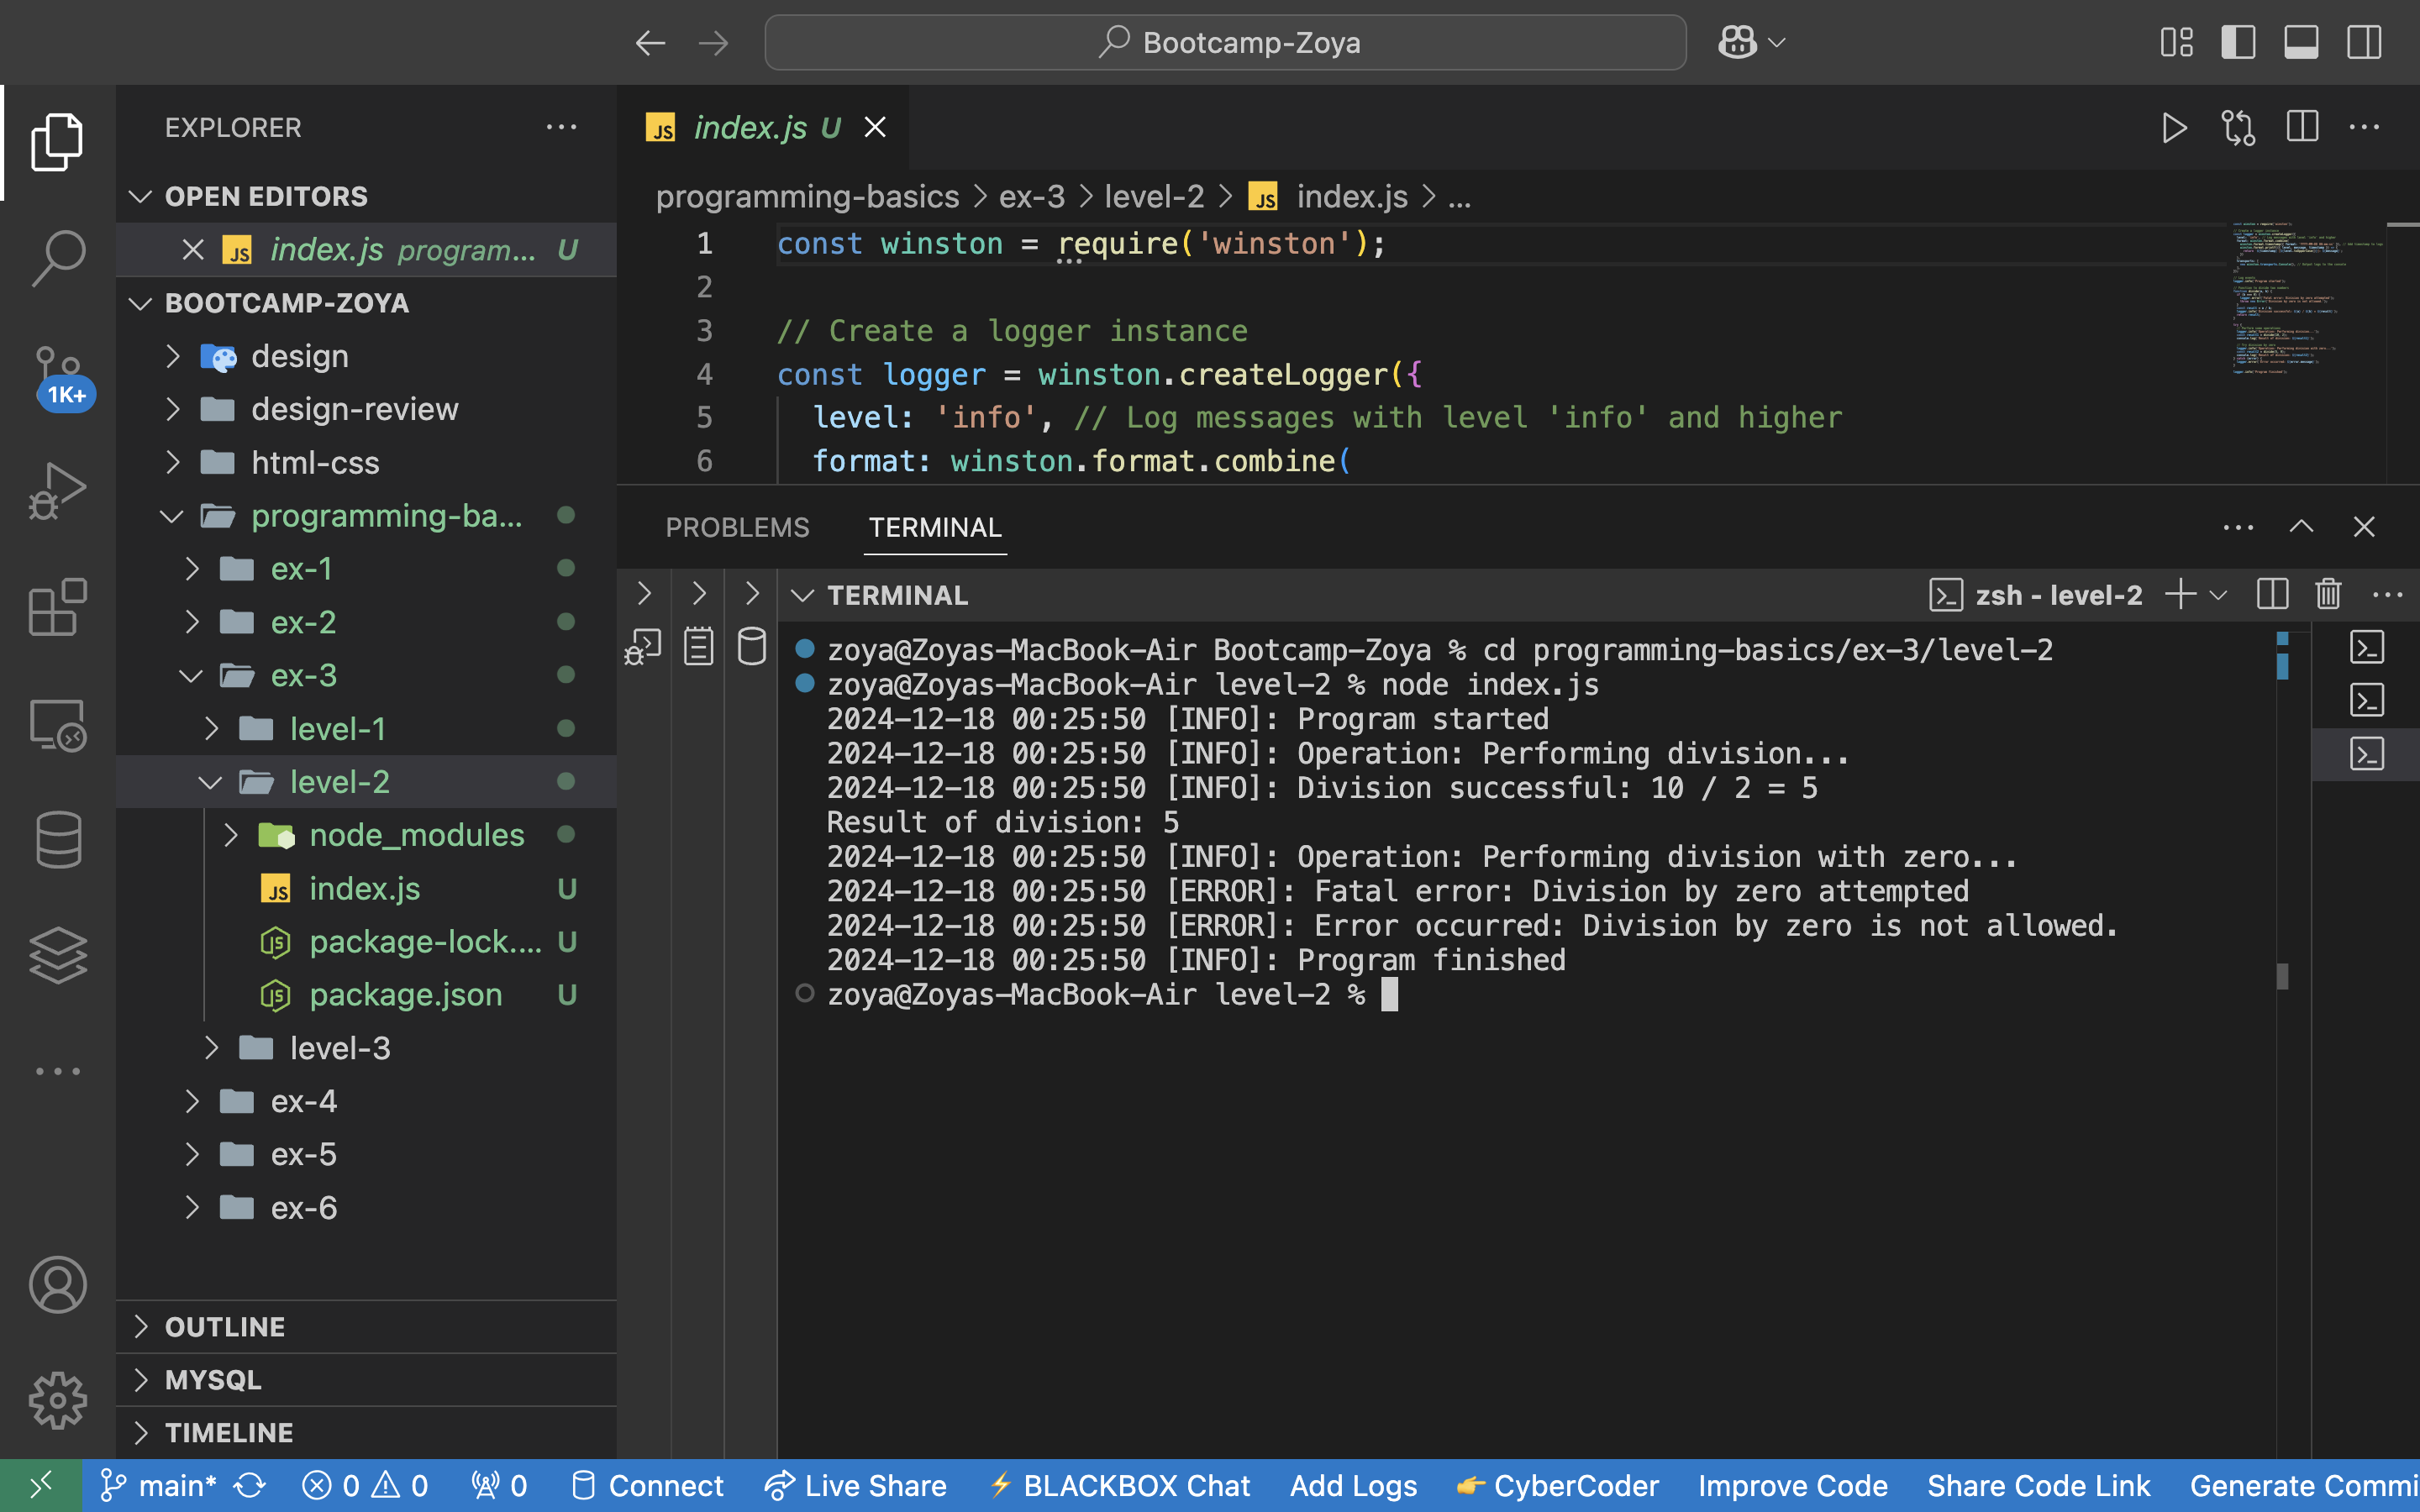 Bootcamp-Zoya
EXPLORER
OPEN EDITORS
index.js program... U
BOOTCAMP-ZOYA
design
design-review
html-css
programming-ba...
ex-1
ex-2
ex-3
level-1
level-2
node_modules
index.js U
package-lock.... U
package.json U
level-3
ex-4
ex-5
ex-6
OUTLINE
MYSQL
TIMELINE
1K+
JS index.js U
programming-basics > ex-3 > level-2 > JS index.js > ...
1 const winston = require('winston');
2
3 // Create a logger instance
4 const logger = winston.createLogger({
5 level: 'info', // Log messages with level 'info' and higher
6 format: winston.format.combine(
PROBLEMS TERMINAL
TERMINAL
zsh - level-2
zoya@Zoyas-MacBook-Air Bootcamp-Zoya % cd programming-basics/ex-3/level-2
zoya@Zoyas-MacBook-Air level-2 % node index.js
2024-12-18 00:25:50 [INFO]: Program started
2024-12-18 00:25:50 [INFO]: Operation: Performing division...
2024-12-18 00:25:50 [INFO]: Division successful: 10 / 2 = 5
Result of division: 5
2024-12-18 00:25:50 [INFO]: Operation: Performing division with zero...
2024-12-18 00:25:50 [ERROR]: Fatal error: Division by zero attempted
2024-12-18 00:25:50 [ERROR]: Error occurred: Division by zero is not allowed.
2024-12-18 00:25:50 [INFO]: Program finished
zoya@Zoyas-MacBook-Air level-2 %
main* 0 0 0 Connect Live Share BLACKBOX Chat Add Logs CyberCoder Improve Code Share Code Link Generate Commi